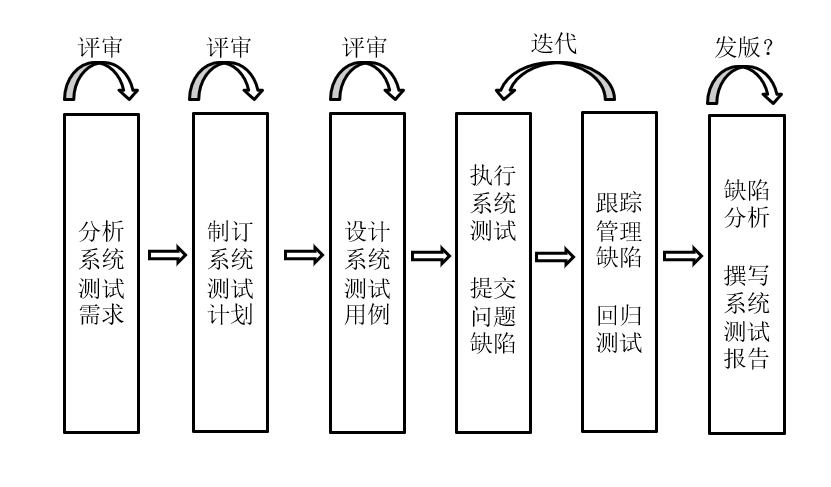 评审
评审
评审
迭代
发版？
分析
系统
测试
需求
制订
系统
测试
计划
设计
系统
测试
用例
执行
系统
测试
提交
问题
缺陷
跟踪
管理
缺陷
回归
测试
缺陷
分析
撰写
系统
测试
报告